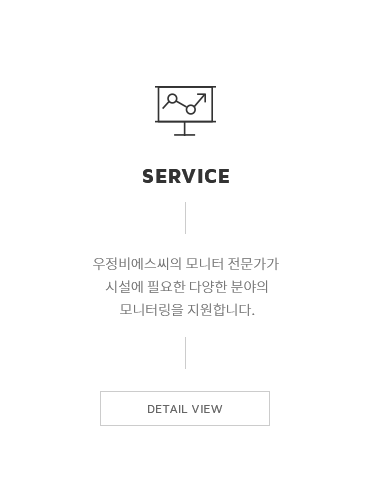 SERVICE
우정비에스씨의 모니터 전문가가
시설에 필요한 다양한 분야의
모니터링을 지원합니다.
DETAIL VIEW